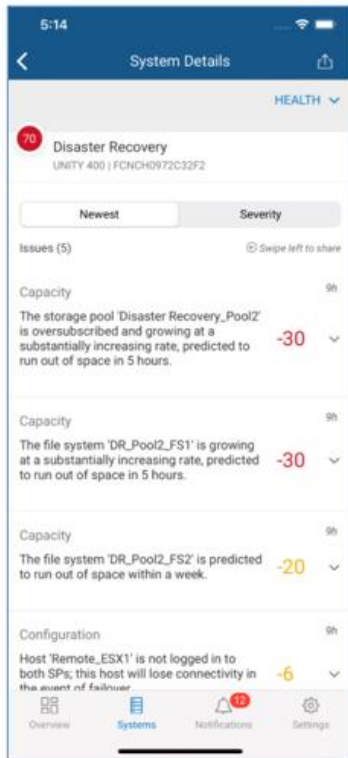 5:14
System Details
HEALTH
70
Disaster Recovery
UNITY 400 | FCNCH0972C32F2
Newest
Severity
Issues (5)
Swipe left to share
Capacity
9h
The storage pool 'Disaster Recovery_Pool2'
is oversubscribed and growing at a
substantially increasing rate, predicted to
run out of space in 5 hours.
-30
Capacity
9h
The file system 'DR_Pool2_FS1' is growing
at a substantially increasing rate, predicted
to run out of space in 5 hours.
-30
Capacity
9h
The file system 'DR_Pool2_FS2' is predicted
to run out of space within a week.
-20
Configuration
9h
Host 'Remote_ESX1' is not logged in to
both SPs; this host will lose connectivity in
the event of failover.
-6
12
Overview
Systems
Notifications
Settings